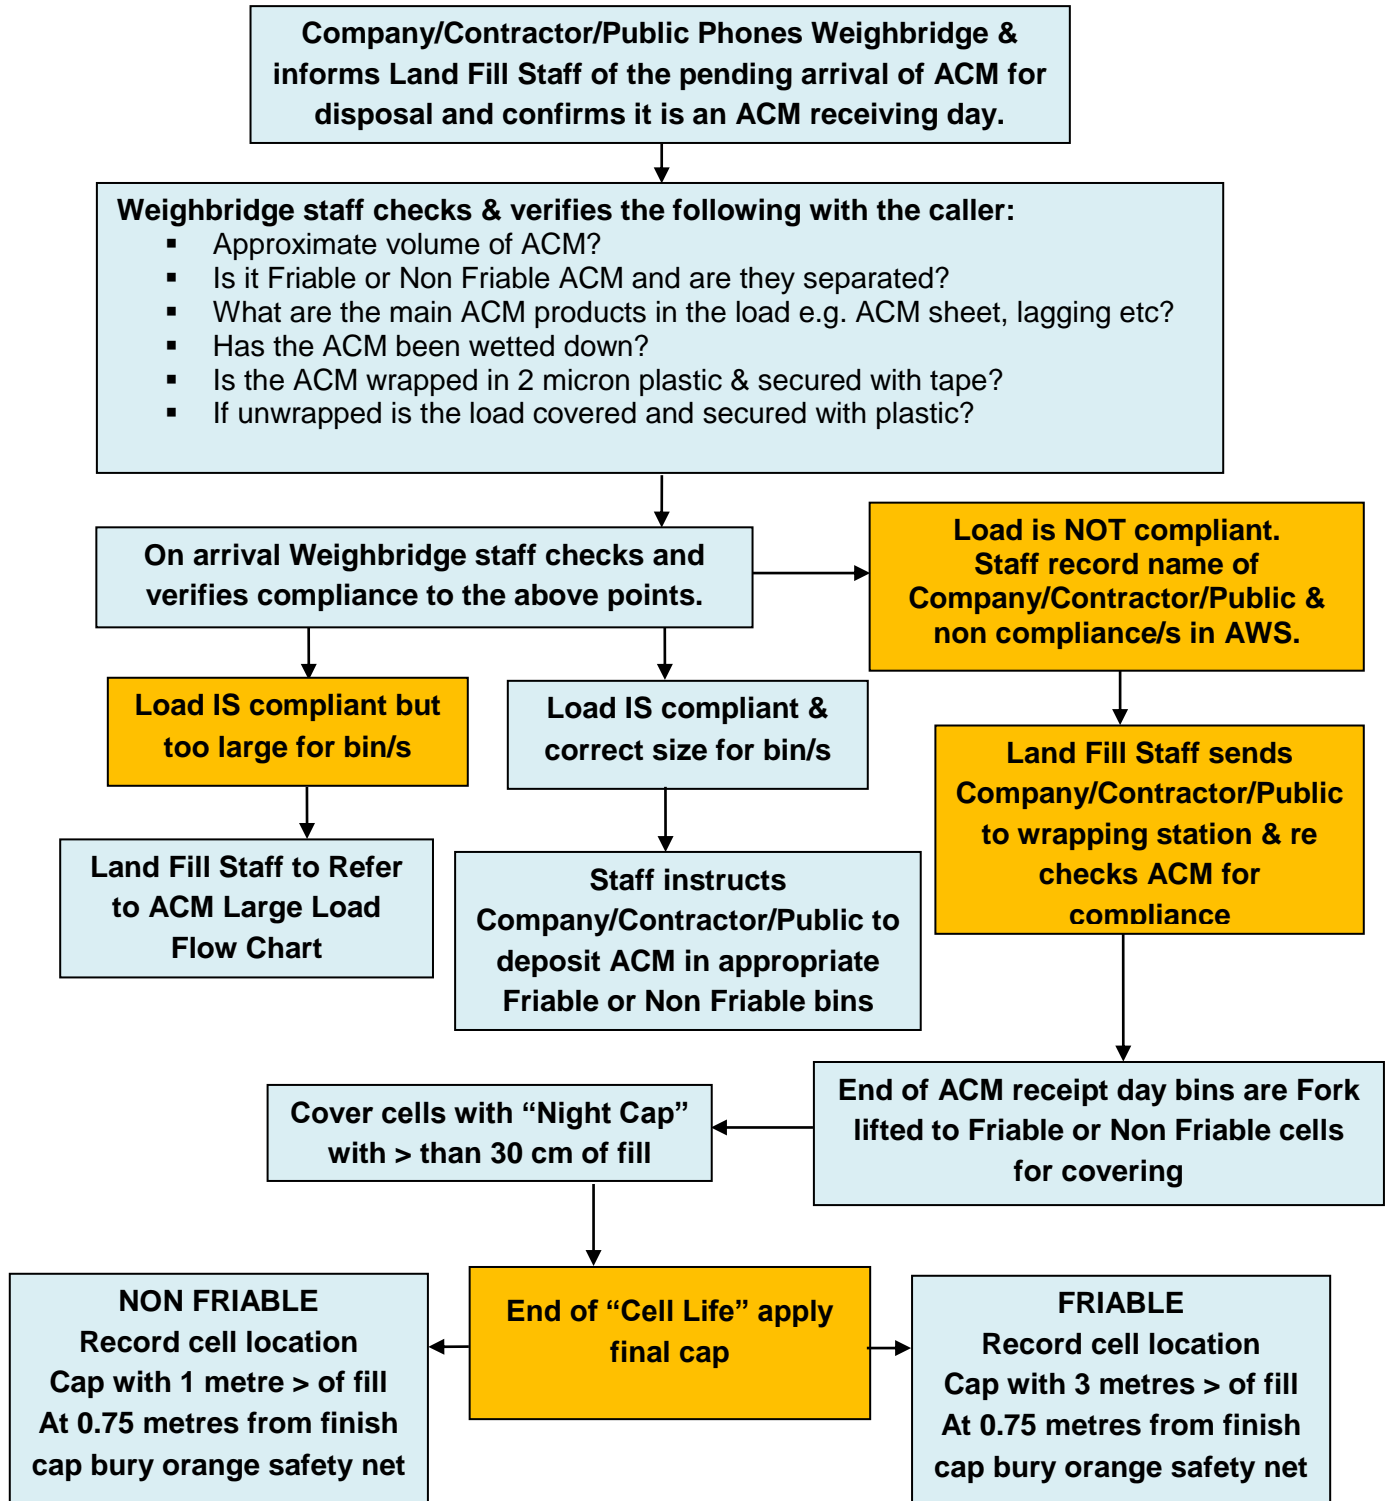 Company/Contractor/Public Phones Weighbridge &
informs Land Fill Staff of the pending arrival of ACM for
disposal and confirms it is an ACM receiving day.
Weighbridge staff checks & verifies the following with the caller:
▪ Approximate volume of ACM?
▪ Is it Friable or Non Friable ACM and are they separated?
▪ What are the main ACM products in the load e.g. ACM sheet, lagging etc?
▪ Has the ACM been wetted down?
▪ Is the ACM wrapped in 2 micron plastic & secured with tape?
▪ If unwrapped is the load covered and secured with plastic?
On arrival Weighbridge staff checks and
verifies compliance to the above points.
Load is NOT compliant.
Staff record name of
Company/Contractor/Public &
non compliance/s in AWS.
Load IS compliant but
too large for bin/s
Load IS compliant &
correct size for bin/s
Land Fill Staff sends
Company/Contractor/Public
to wrapping station & re
checks ACM for
compliance
Land Fill Staff to Refer
to ACM Large Load
Flow Chart
Staff instructs
Company/Contractor/Public to
deposit ACM in appropriate
Friable or Non Friable bins
End of ACM receipt day bins are Fork
lifted to Friable or Non Friable cells
for covering
Cover cells with “Night Cap”
with > than 30 cm of fill
End of “Cell Life” apply
final cap
NON FRIABLE
Record cell location
Cap with 1 metre > of fill
At 0.75 metres from finish
cap bury orange safety net
FRIABLE
Record cell location
Cap with 3 metres > of fill
At 0.75 metres from finish
cap bury orange safety net